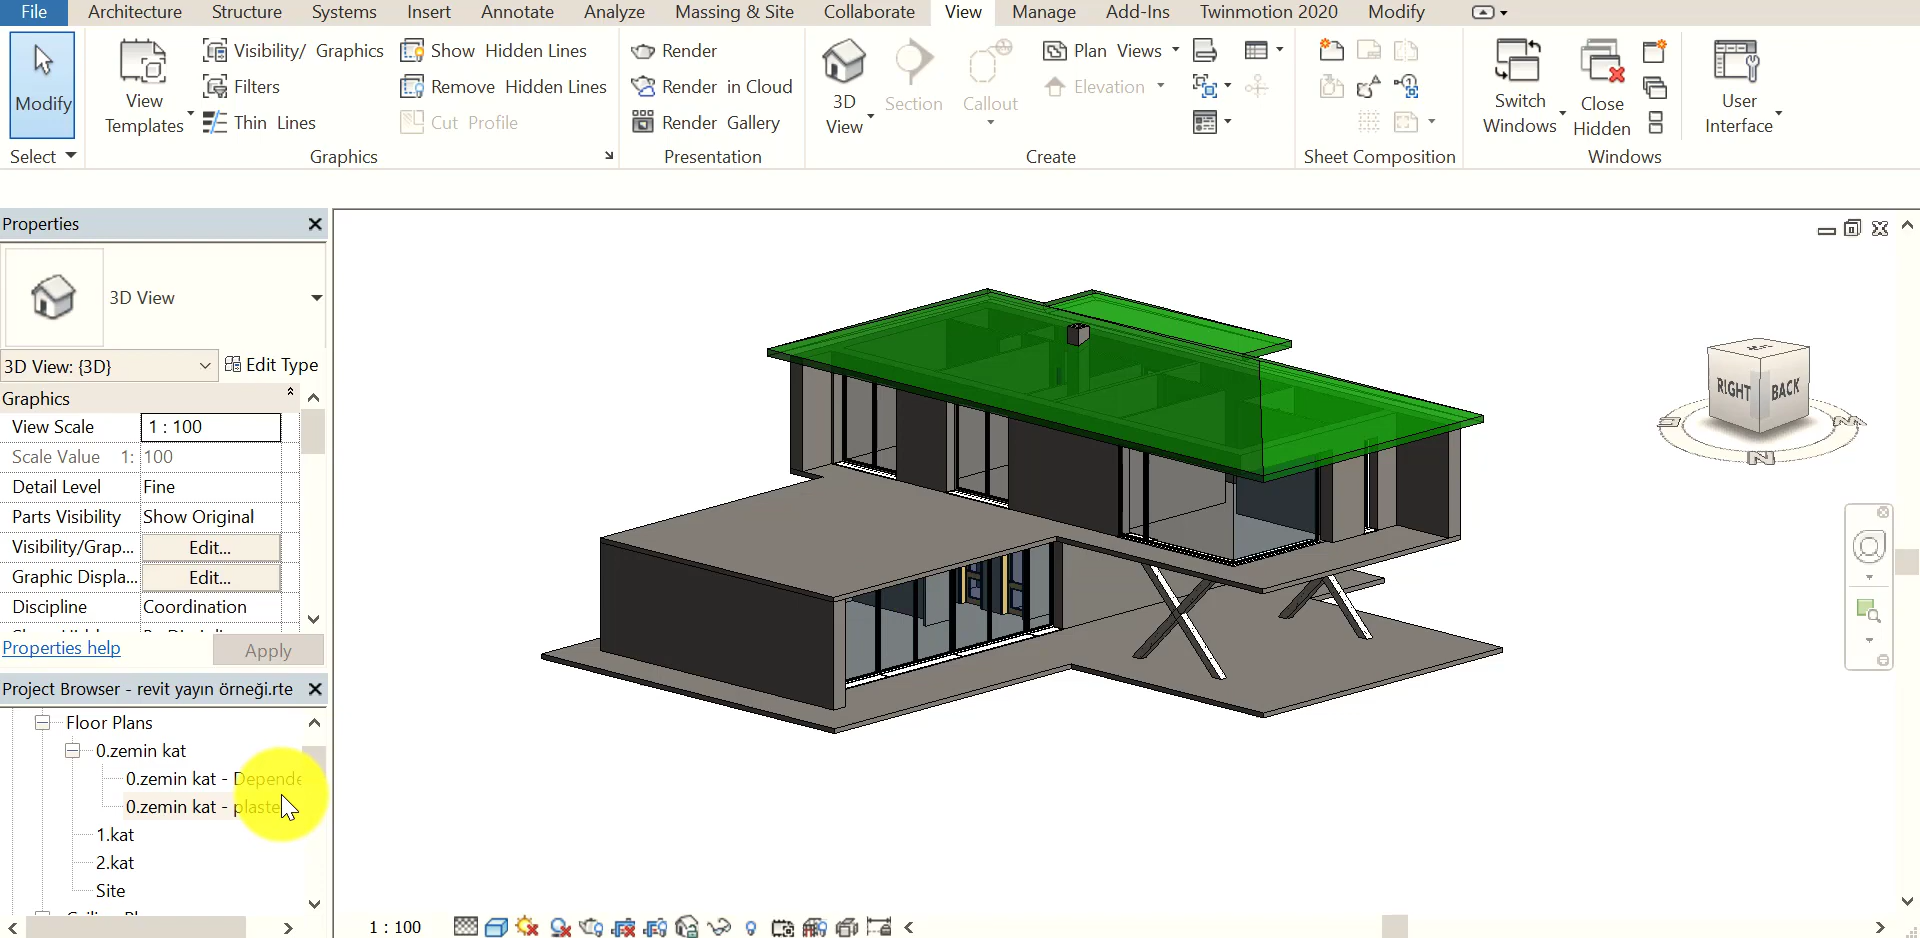 File Architecture Structure Systems Insert Annotate Analyze Massing & Site Collaborate View Manage Add-Ins Twinmotion 2020 Modify
Modify
View
Templates
Visibility/ Graphics
Filters
Thin Lines
Show Hidden Lines
Remove Hidden Lines
Cut Profile
Render
Render in Cloud
Render Gallery
3D
View
Section
Callout
Plan Views
Elevation
Switch
Windows
Close
Hidden
User
Interface
Select
Graphics
Presentation
Create
Sheet Composition
Windows
Properties
3D View
3D View: {3D}
Edit Type
Graphics
View Scale 1 : 100
Scale Value 1: 100
Detail Level Fine
Parts Visibility Show Original
Visibility/Grap... Edit...
Graphic Displa... Edit...
Discipline Coordination
Properties help
Apply
Project Browser - revit yayın örneği.rte
Floor Plans
0.zemin kat
0.zemin kat - Depende
0.zemin kat - plaste
1.kat
2.kat
Site
RIGHT
BACK
N
1 : 100